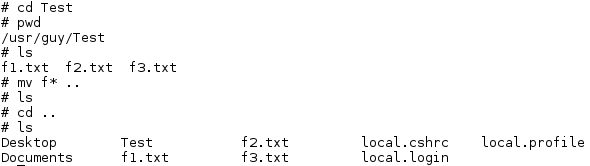 # cd Test
# pwd
/usr/guy/Test
# ls
f1.txt  f2.txt  f3.txt
# mv f* ..
# ls
# cd ..
# ls
Desktop      Test         f2.txt         local.cshrc    local.profile
Documents    f1.txt       f3.txt         local.login